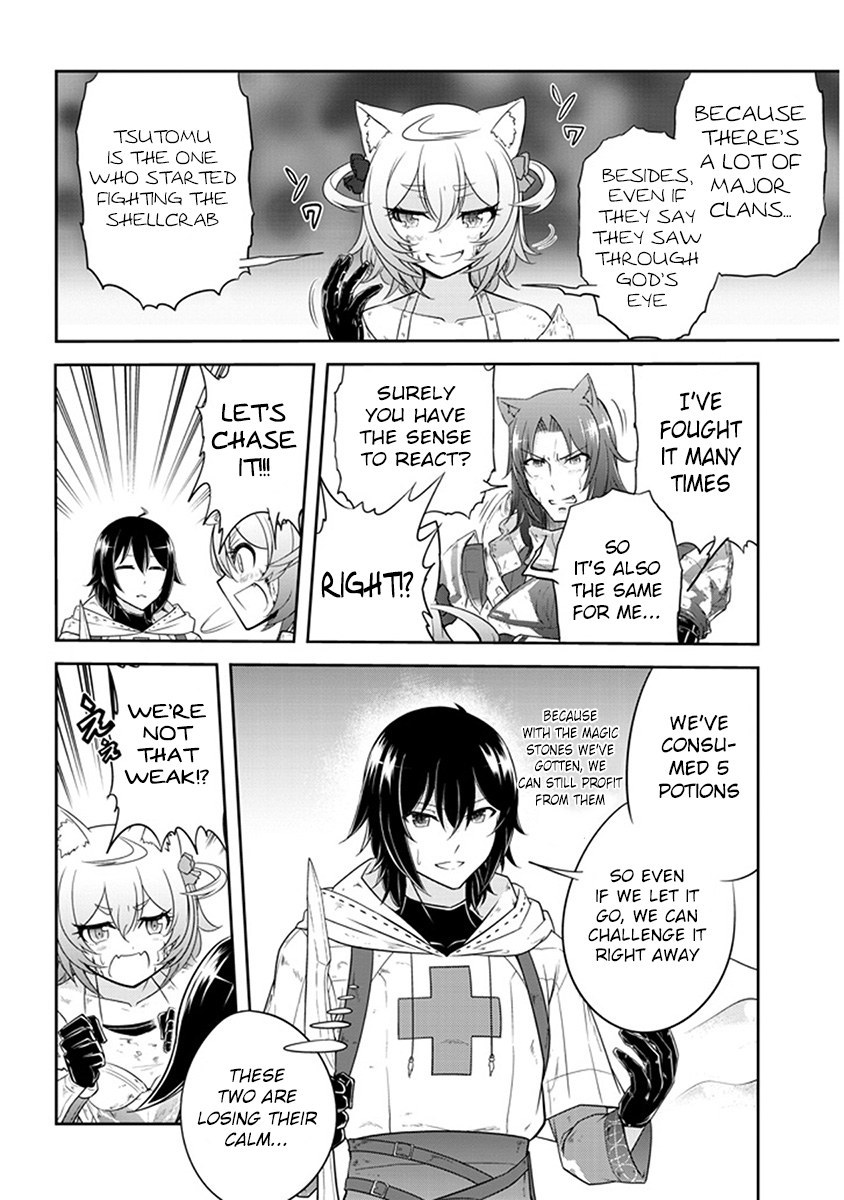 BECAUSE
THERE'S
A LOT OF
MAJOR
CLANS...
BESIDES,
EVEN IF
THEY SAY
THEY SAW
THROUGH
GOD'S
EYE
TSUTOMU
IS THE ONE
WHO STARTED
FIGHTING THE
SHELLCRAB
I'VE
FOUGHT
IT MANY
TIMES
SO
IT'S ALSO
THE SAME
FOR ME...
SURELY
YOU HAVE
THE SENSE
TO REACT?
RIGHT!?
LETS
CHASE
IT!!!
WE'VE
CONSU-
MED 5
POTIONS
BECAUSE
WITH THE MAGIC
STONES WE'VE
GOTTEN, WE
CAN STILL PROFIT
FROM THEM
SO EVEN
IF WE LET IT
GO, WE CAN
CHALLENGE IT
RIGHT AWAY
THESE
TWO ARE
LOSING THEIR
CALM...
WE'RE
NOT
THAT
WEAK!?
ええぇ